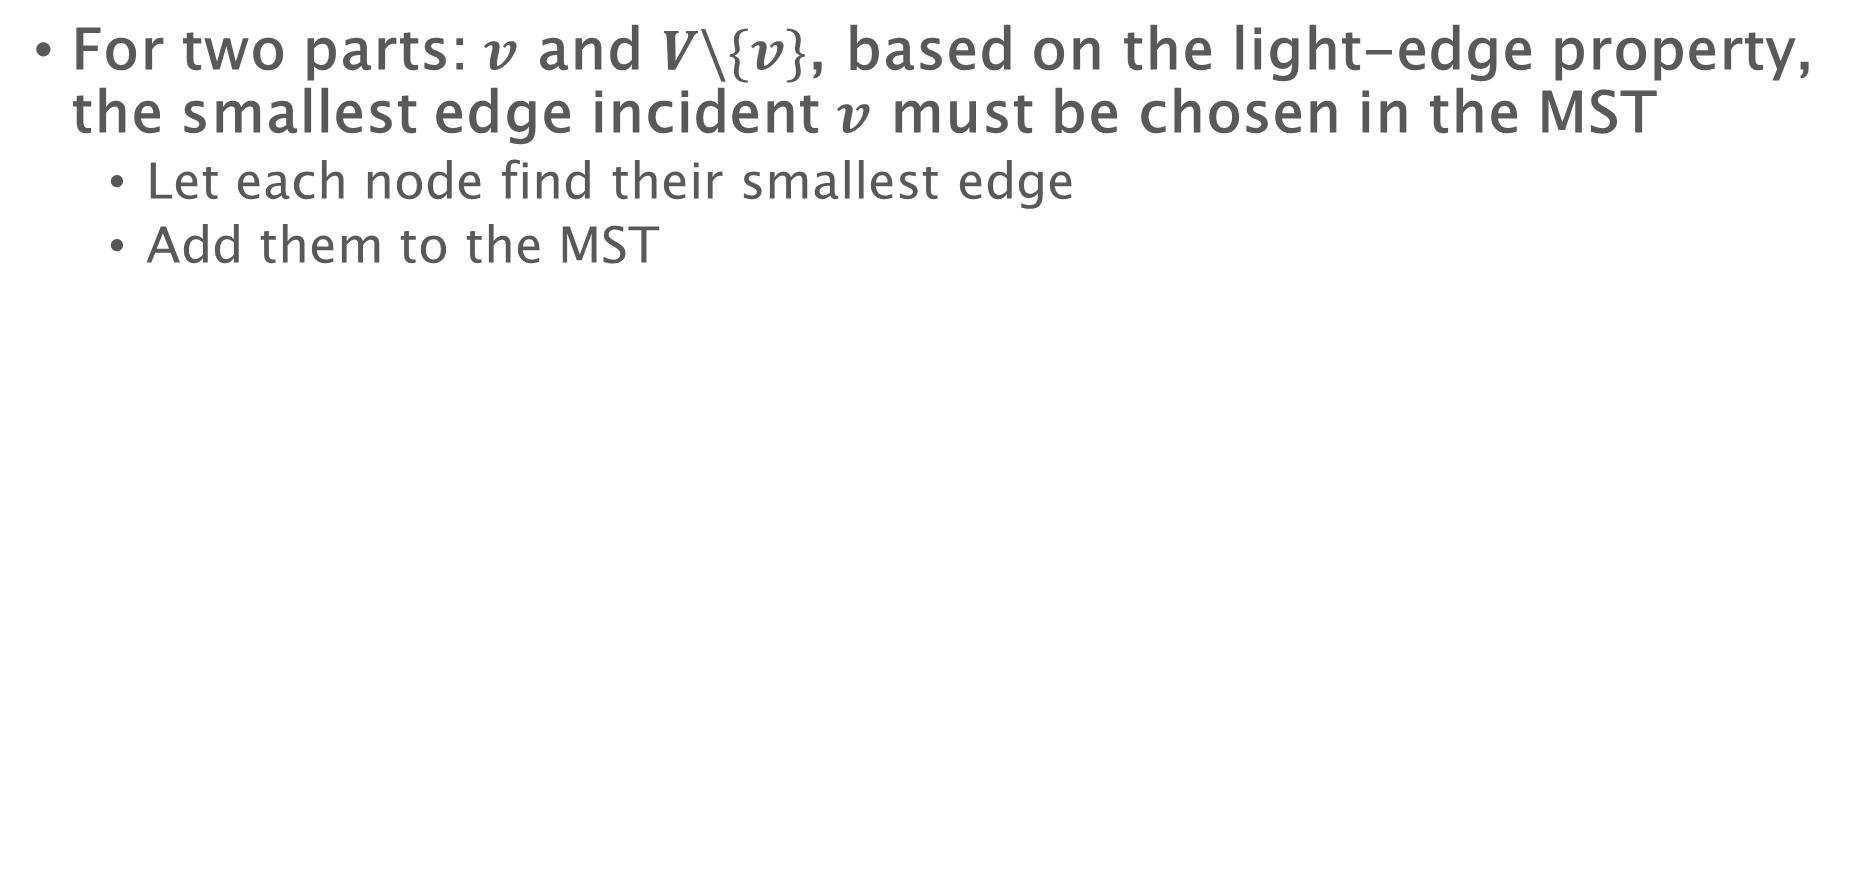 • For two parts: 𝒗 and 𝑽\{𝒗}, based on the light-edge property,
the smallest edge incident 𝒗 must be chosen in the MST
• Let each node find their smallest edge
• Add them to the MST